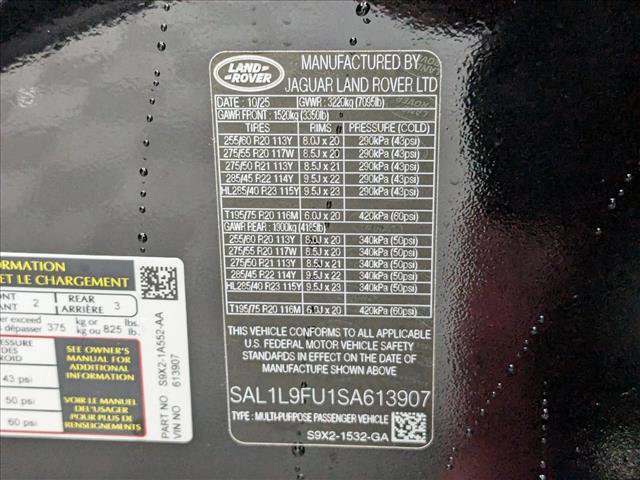 LAND-
ROVER
MANUFACTURED BY
JAGUAR LAND ROVER LTD
DATE : 10/25 GVWR : 3220kg (7095lb)
GAWR FRONT : 1520kg (3350lb)
TIRES RIMS PRESSURE (COLD)
255/60 R20 113Y 8.0J x 20 290kPa (43psi)
275/55 R20 117W 8.5J x 20 290kPa (43psi)
275/50 R21 113Y 8.5J x 21 290kPa (43psi)
285/45 R22 114Y 9.5J x 22 290kPa (43psi)
HL285/40 R23 115Y 9.5J x 23 290kPa (43psi)
T195/75 R20 116M 6.0J x 20 420kPa (60psi)
GAWR REAR : 1900kg (4185lb)
255/60 R20 113Y 8.0J x 20 340kPa (50psi)
275/55 R20 117W 8.5J x 20 340kPa (50psi)
275/50 R21 113Y 8.5J x 21 340kPa (50psi)
285/45 R22 114Y 9.5J x 22 340kPa (50psi)
HL285/40 R23 115Y 9.5J x 23 340kPa (50psi)
T195/75 R20 116M 6.0J x 20 420kPa (60psi)
THIS VEHICLE CONFORMS TO ALL APPLICABLE
U.S. FEDERAL MOTOR VEHICLE SAFETY
STANDARDS IN EFFECT ON THE DATE OF
MANUFACTURE SHOWN ABOVE.
SAL1L9FU1SA613907
TYPE : MULTI-PURPOSE PASSENGER VEHICLE
S9X2-1532-GA
ORMATION
ET LE CHARGEMENT
ONT 2 REAR 3
ANT ARRIÈRE
er exceed
dépasser 375 kg or 825 lbs.
kg ou lb.
ESSURE
DES
ROID
43 psi
50 psi
60 psi
SEE OWNER'S
MANUAL FOR
ADDITIONAL
INFORMATION
VOIR LE MANUEL
DE L'USAGER
POUR PLUS DE
RENSEIGNEMENTS
PART NO S9X2-1A552-AA
VIN NO 613907